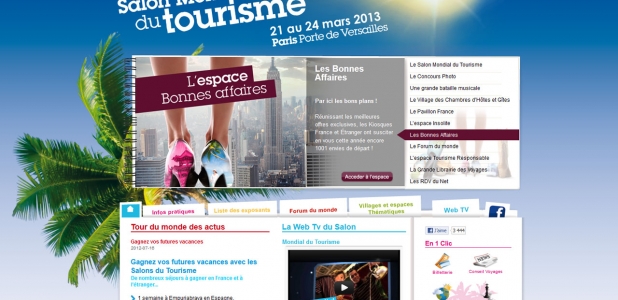 Salon
du tourisme
21 au 24 mars 2013
Paris Porte de Versailles
L'espace
Bonnes affaires
Les Bonnes
Affaires
Par ici les bons plans !
Réunissant les meilleures
offres exclusives, les Kiosques
France et Etranger ont susciter
en vous cette année encore
1001 envies de départ !
Accéder à l'espace
Le Salon Mondial du Tourisme
Le Concours Photo
Une grande bataille musicale
Le Village des Chambres d'Hôtes et Gîtes
Le Pavillon France
L'espace Insolite
Les Bonnes Affaires
Le Forum du monde
L'espace Tourisme Responsable
La Grande Librairie des Voyages
Les RDV du Net
Infos pratiques
Liste des exposants
Forum du monde
Villages et espaces
Thématiques
Web TV
Tour du monde des actus
Gagnez vos futures vacances
2012-07-16
Gagnez vos futures vacances avec les
Salons du Tourisme
De nombreux séjours à gagner en France et à
l'étranger...
1 semaine à Empuriabrava en Espagne,
La Web Tv du Salon
Mondial du Tourisme
J'aime
3 444
En 1 Clic
Billetterie
Conseil Voyages